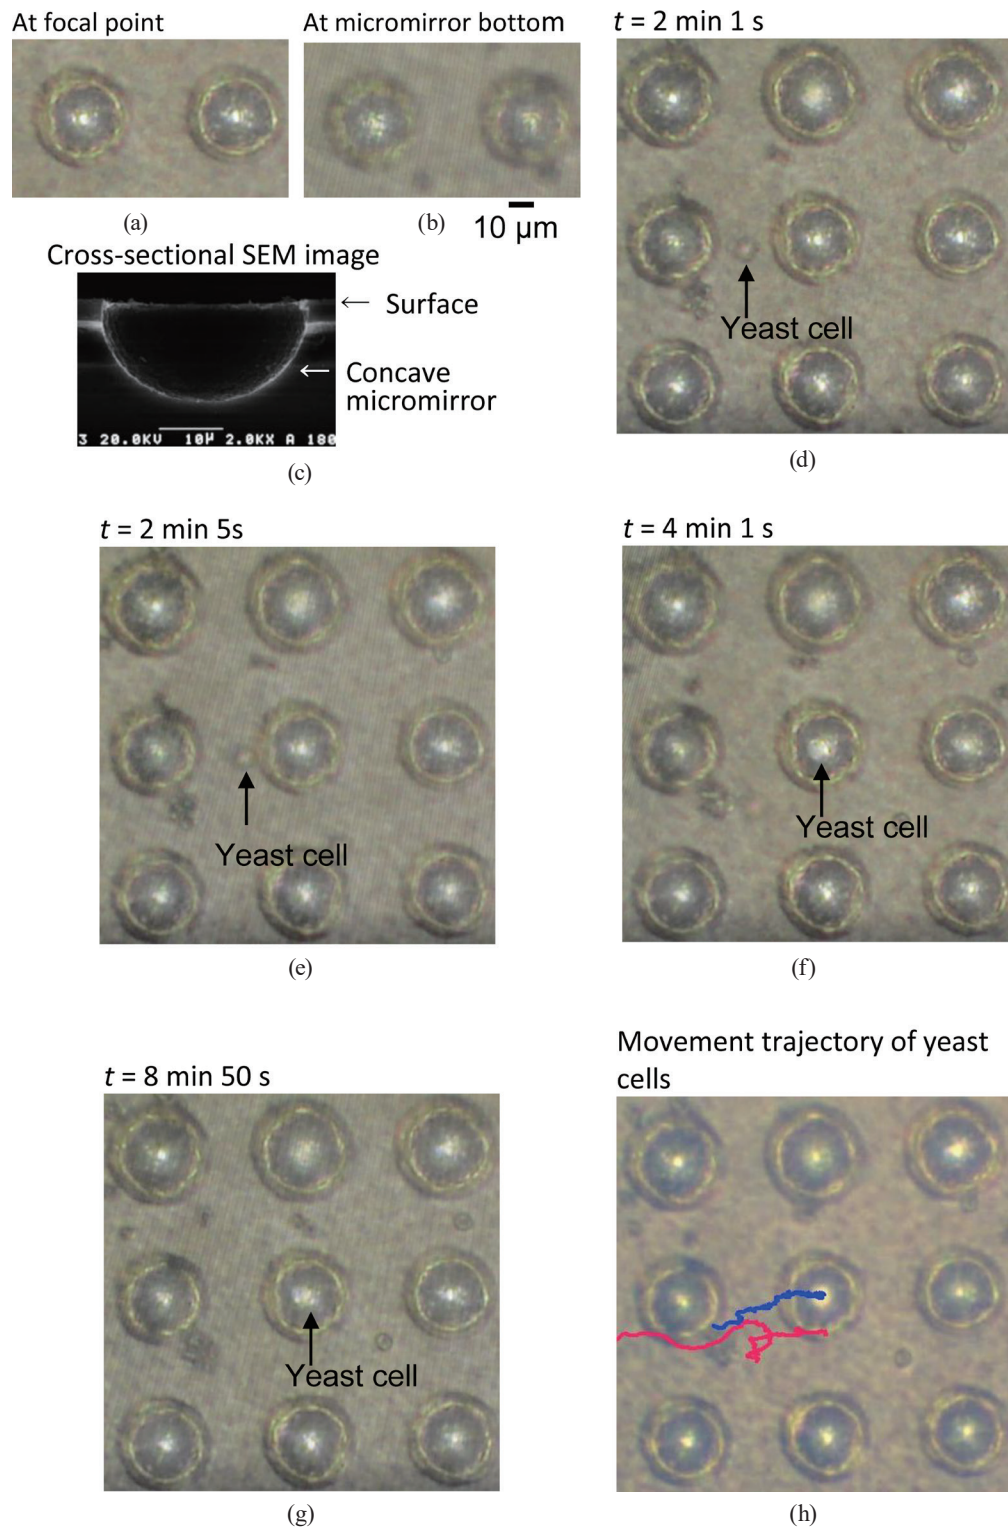 At focal point
At micromirror bottom
t = 2 min 1 s
(a)
(b)
10 µm
Cross-sectional SEM image
← Surface
← Concave
micromirror
3 20.0KV 10µ 2.0KX A 180
(c)
Yeast cell
(d)
t = 2 min 5s
t = 4 min 1 s
Yeast cell
Yeast cell
(e)
(f)
t = 8 min 50 s
Movement trajectory of yeast
cells
Yeast cell
(g)
(h)